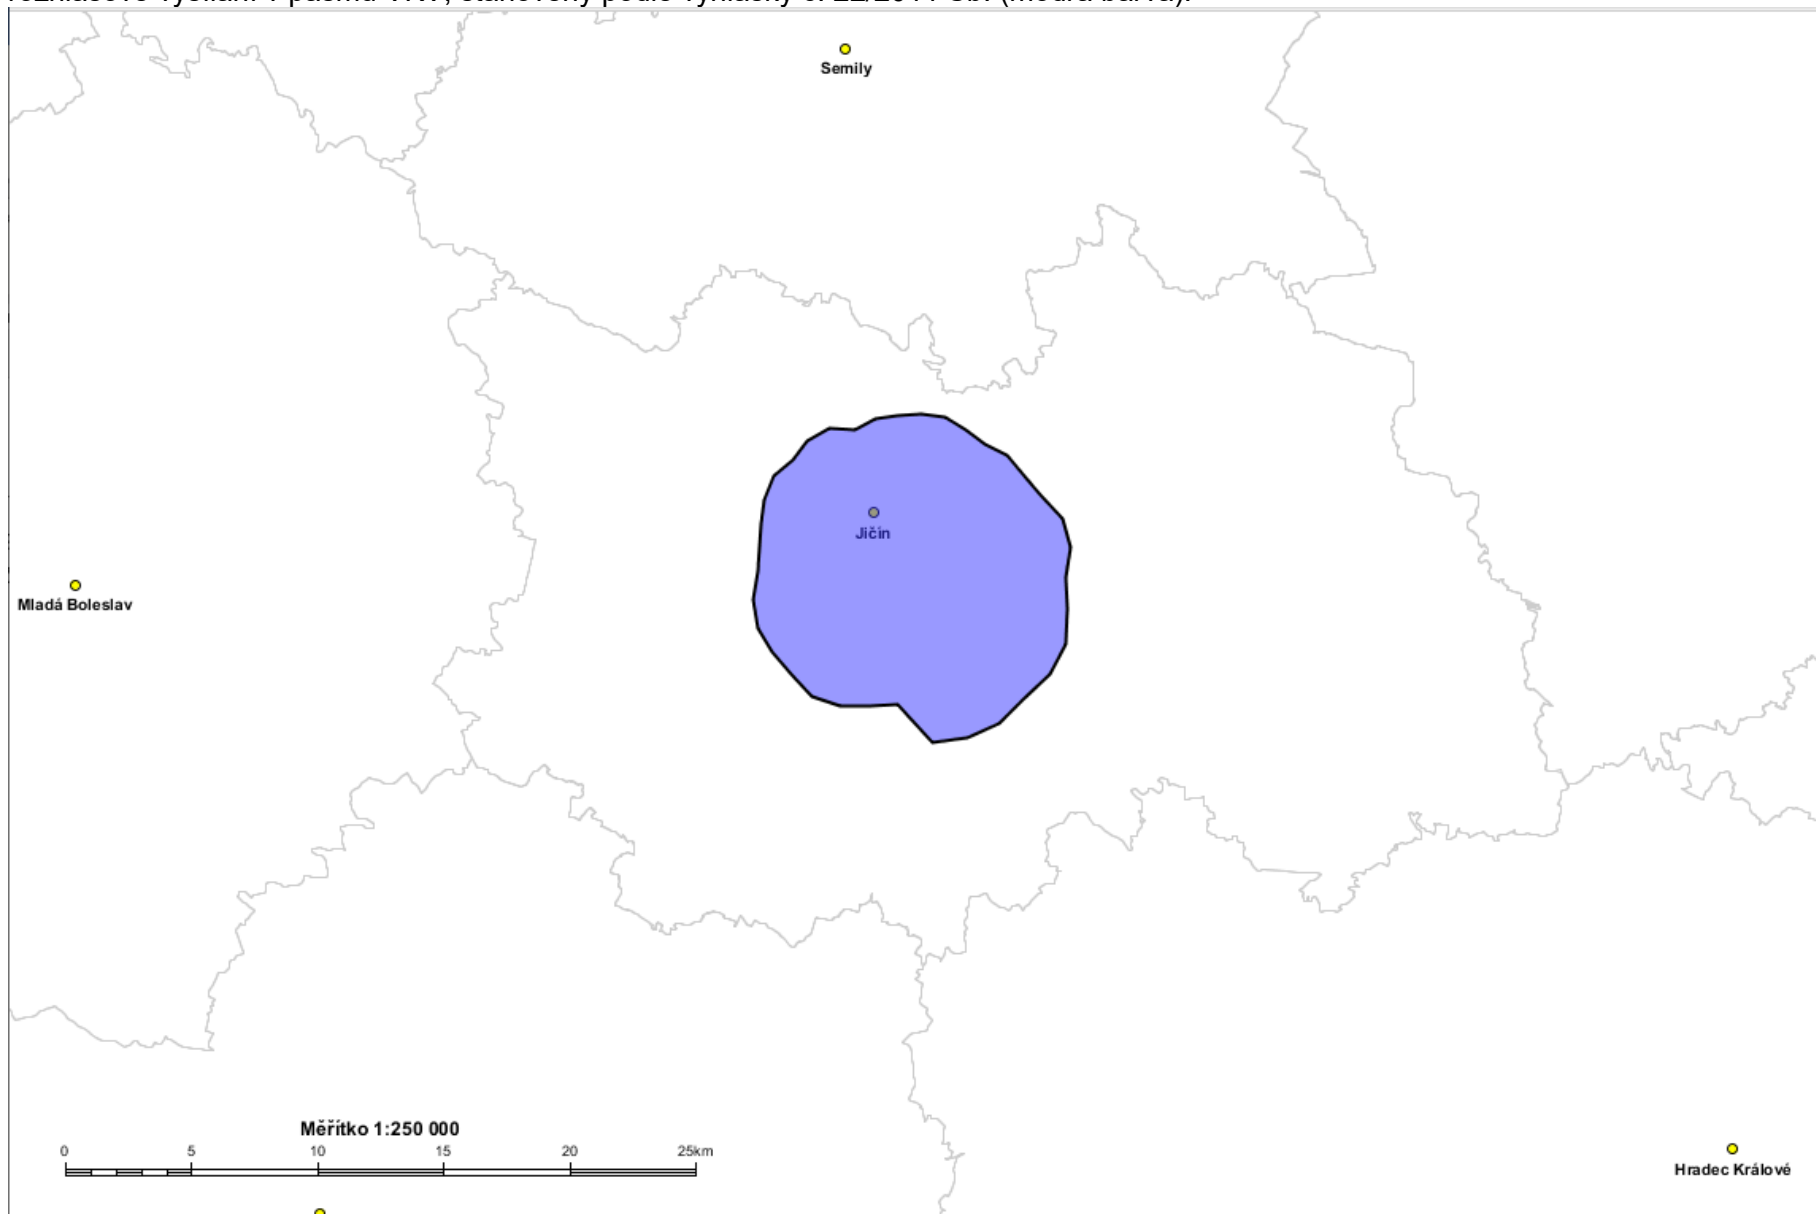 Semily
Jičín
Mladá Boleslav
Měřítko 1:250 000
0 5 10 15 20 25km
Hradec Králové